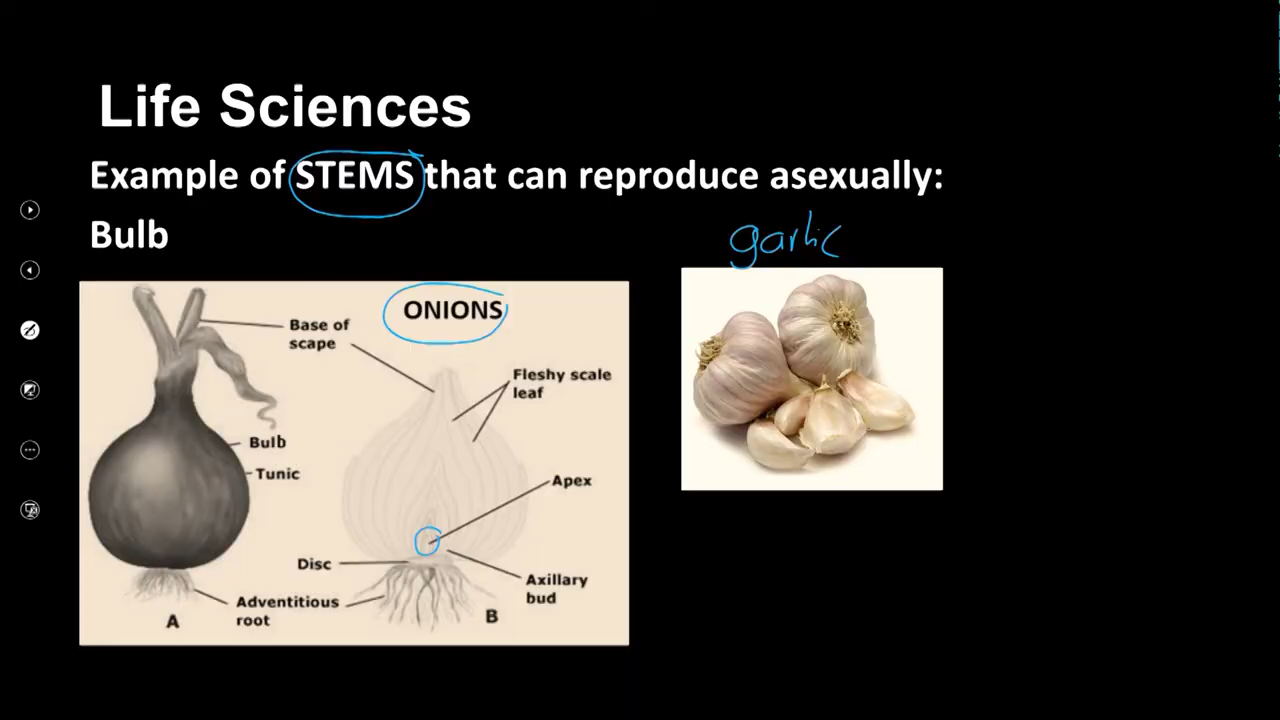 Life Sciences
Example of STEMS that can reproduce asexually:
Bulb
garlic
ONIONS
Base of
scape
Fleshy scale
leaf
Bulb
Tunic
Apex
Disc
Axillary
bud
Adventitious
root
A
B